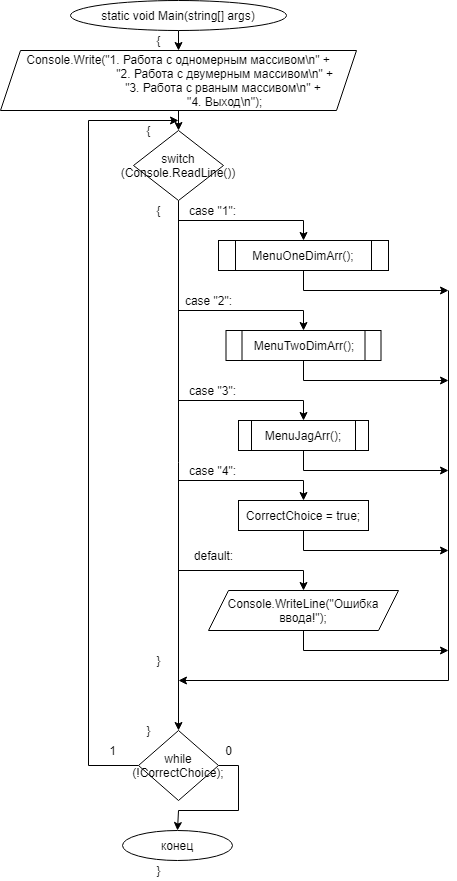 static void Main(string[] args)
{
Console.Write("1. Работа с одномерным массивом\n" +
"2. Работа с двумерным массивом\n" +
"3. Работа с рваным массивом\n" +
"4. Выход\n");
{
switch
(Console.ReadLine())
{
case "1":
MenuOneDimArr();
case "2":
MenuTwoDimArr();
case "3":
MenuJagArr();
case "4":
CorrectChoice = true;
default:
Console.WriteLine("Ошибка
ввода!");
}
}
1
0
while
(!CorrectChoice);
конец
}